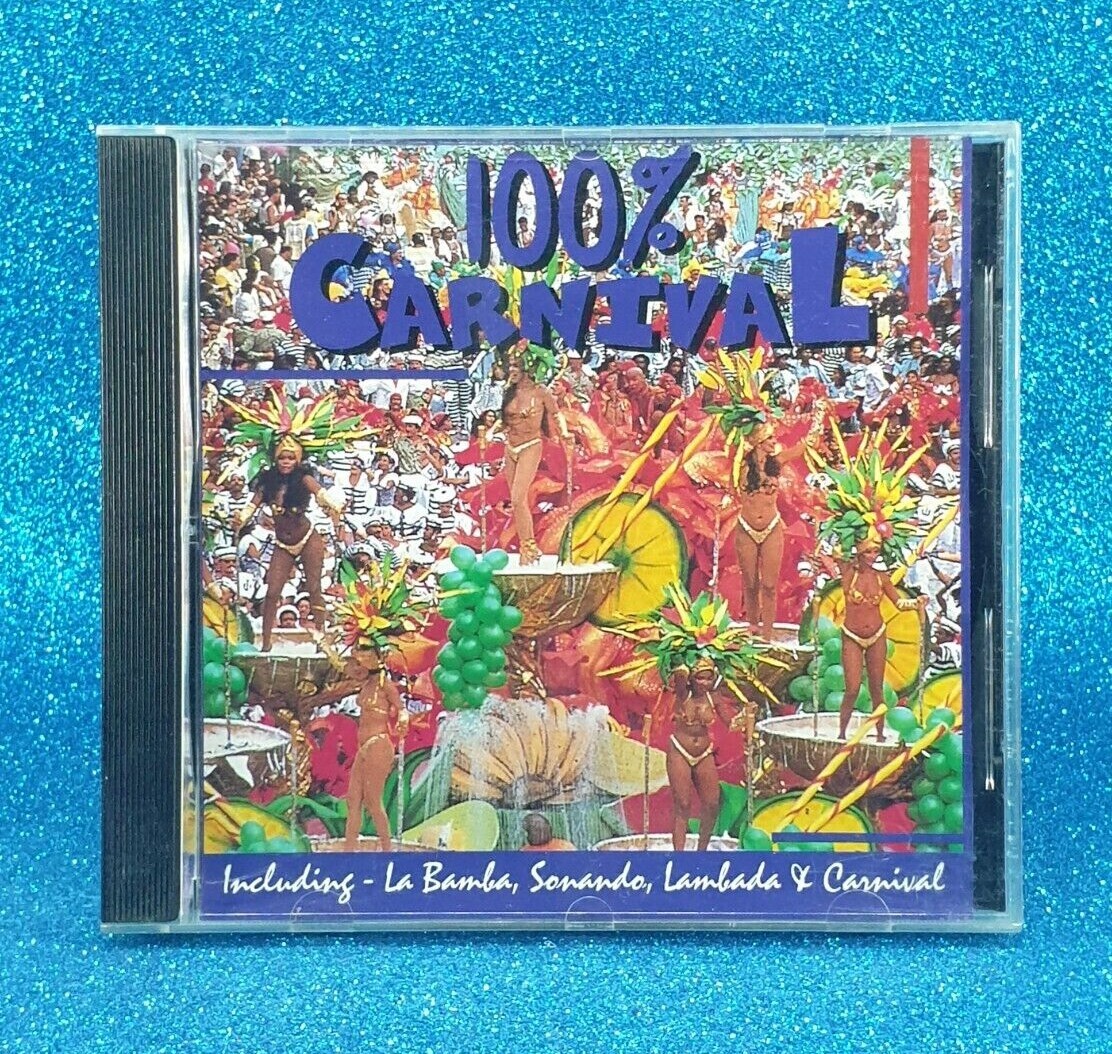 100%
CARNIVAL
Including - La Bamba, Sonando, Lambada & Carnival